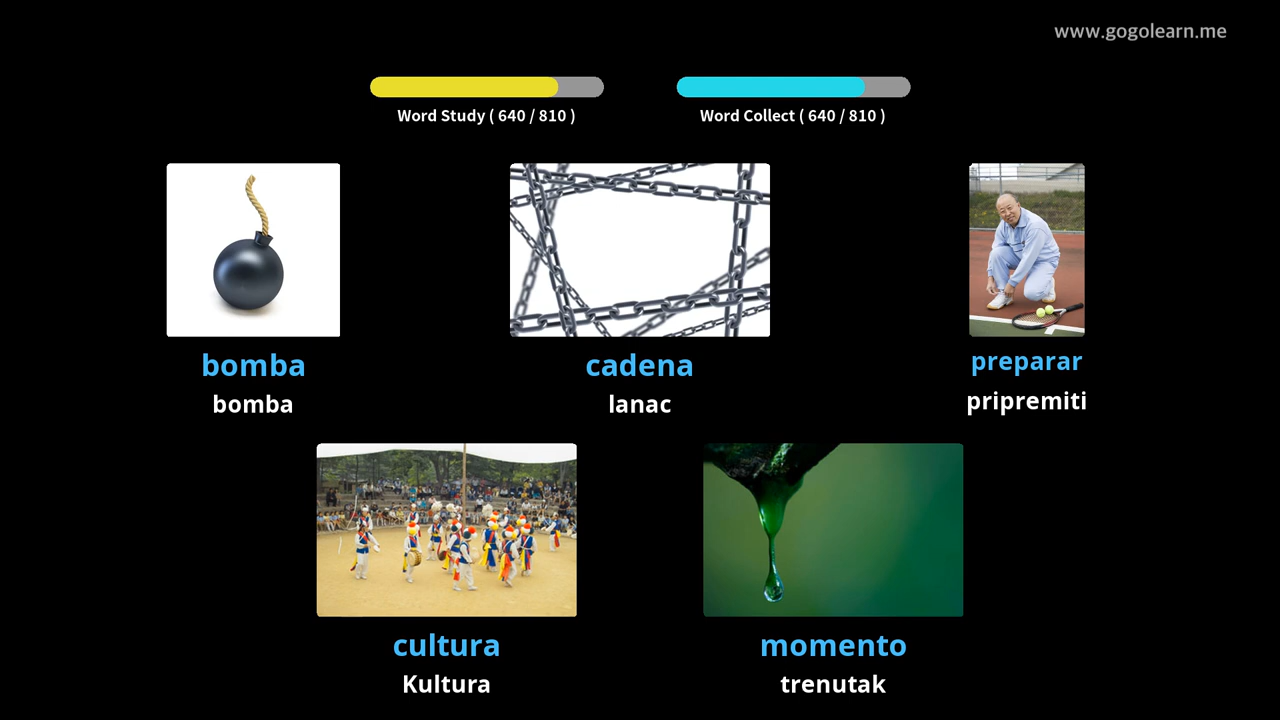 www.gogolearn.me
Word Study ( 640 / 810 )
Word Collect ( 640 / 810 )
bomba
bomba
cadena
lanac
preparar
pripremiti
cultura
Kultura
momento
trenutak